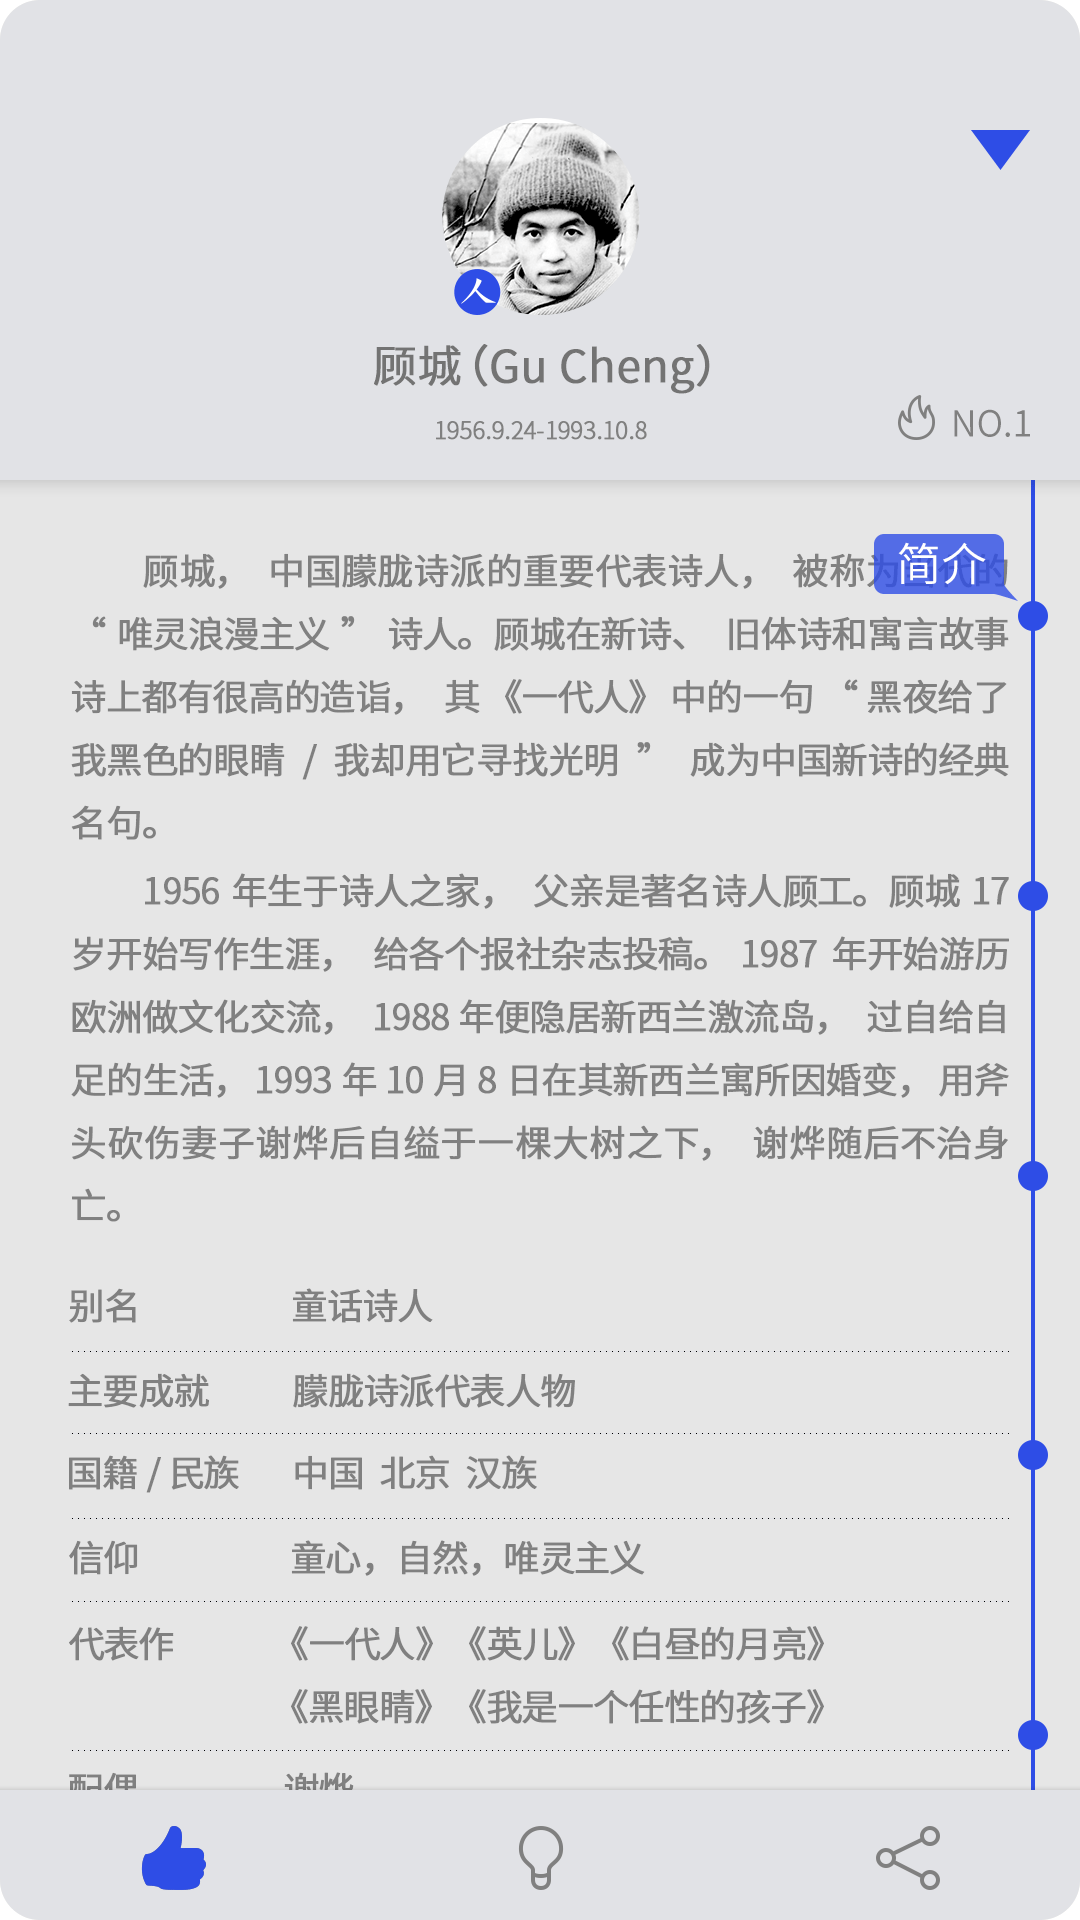 人
顾城（Gu Cheng）
1956.9.24-1993.10.8
NO.1
简介
顾城， 中国朦胧诗派的重要代表诗人， 被称为当代的
“ 唯灵浪漫主义 ” 诗人。顾城在新诗、 旧体诗和寓言故事
诗上都有很高的造诣， 其《一代人》中的一句 “ 黑夜给了
我黑色的眼睛 / 我却用它寻找光明 ” 成为中国新诗的经典
名句。
1956 年生于诗人之家， 父亲是著名诗人顾工。顾城 17
岁开始写作生涯， 给各个报社杂志投稿。 1987 年开始游历
欧洲做文化交流， 1988 年便隐居新西兰激流岛， 过自给自
足的生活，1993 年 10 月 8 日在其新西兰寓所因婚变，用斧
头砍伤妻子谢烨后自缢于一棵大树之下， 谢烨随后不治身
亡。
别名 童话诗人
主要成就 朦胧诗派代表人物
国籍 / 民族 中国 北京 汉族
信仰 童心，自然，唯灵主义
代表作 《一代人》《英儿》《白昼的月亮》
《黑眼睛》《我是一个任性的孩子》
配偶 谢烨